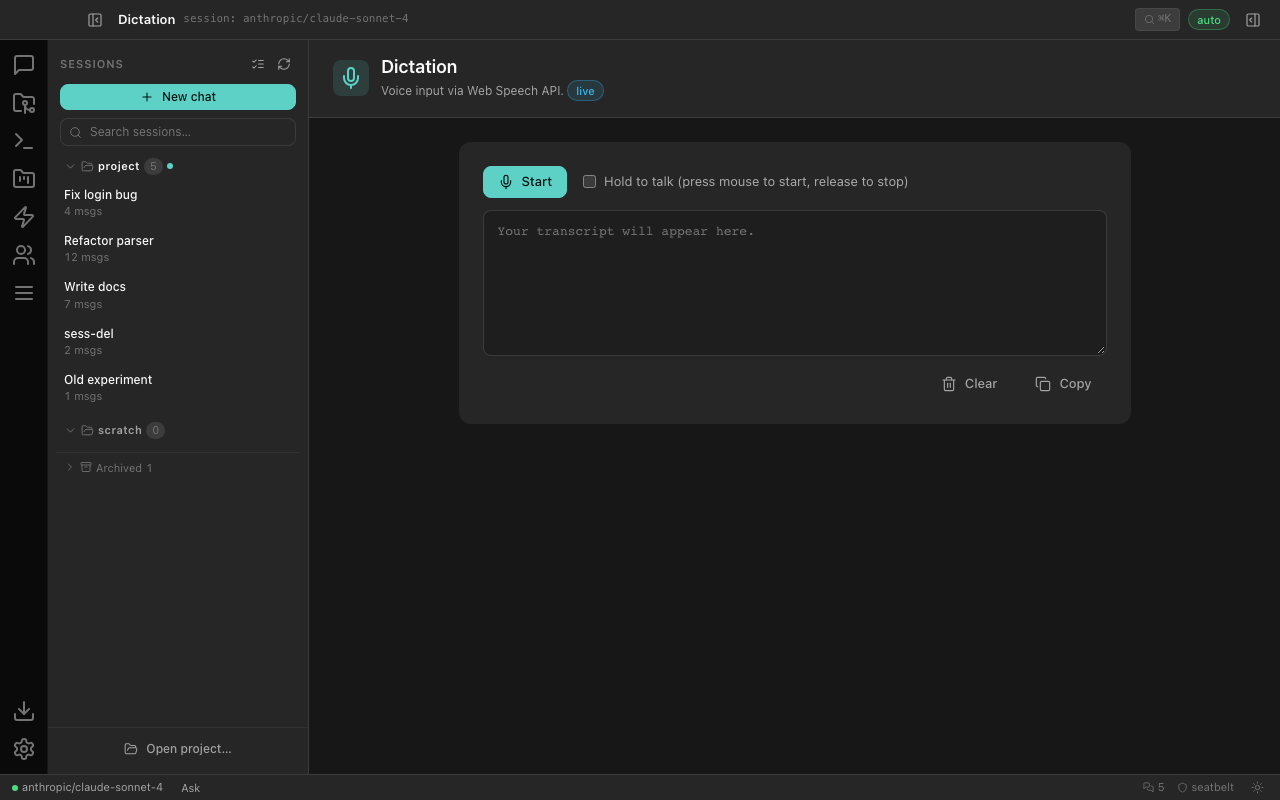 Dictation session: anthropic/claude-sonnet-4
⌘K
auto
SESSIONS
New chat
Search sessions...
project 5
Fix login bug
4 msgs
Refactor parser
12 msgs
Write docs
7 msgs
sess-del
2 msgs
Old experiment
1 msgs
scratch 0
Archived 1
Open project...
Dictation
Voice input via Web Speech API. live
Start
Hold to talk (press mouse to start, release to stop)
Your transcript will appear here.
Clear
Copy
anthropic/claude-sonnet-4
Ask
5
seatbelt